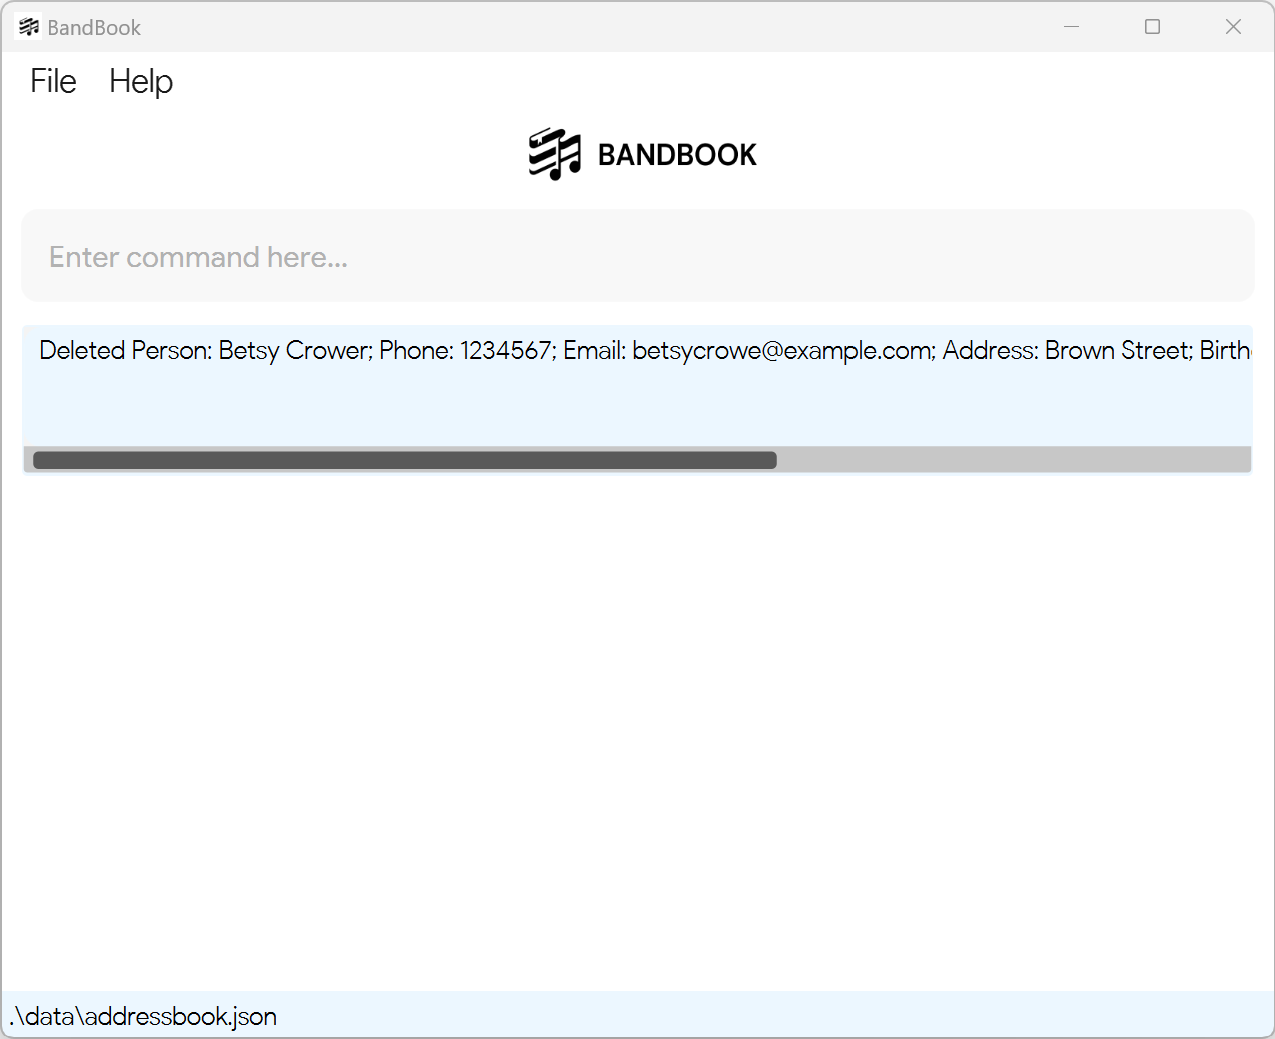 BandBook
File Help
BANDBOOK
Enter command here...
Deleted Person: Betsy Crower; Phone: 1234567; Email: betsycrowe@example.com; Address: Brown Street; Birth
.\data\addressbook.json